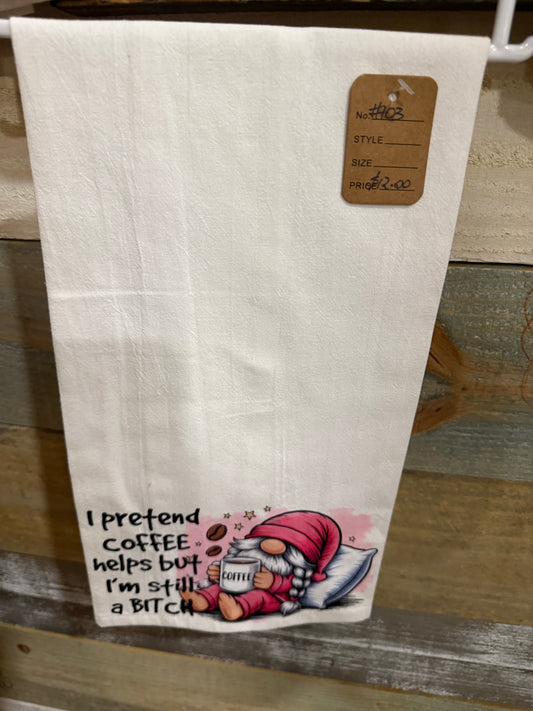 No. #903
STYLE
SIZE
PRICE $12.00
I pretend
COFFEE
helps but
I'm still
a BITCH
COFFEE